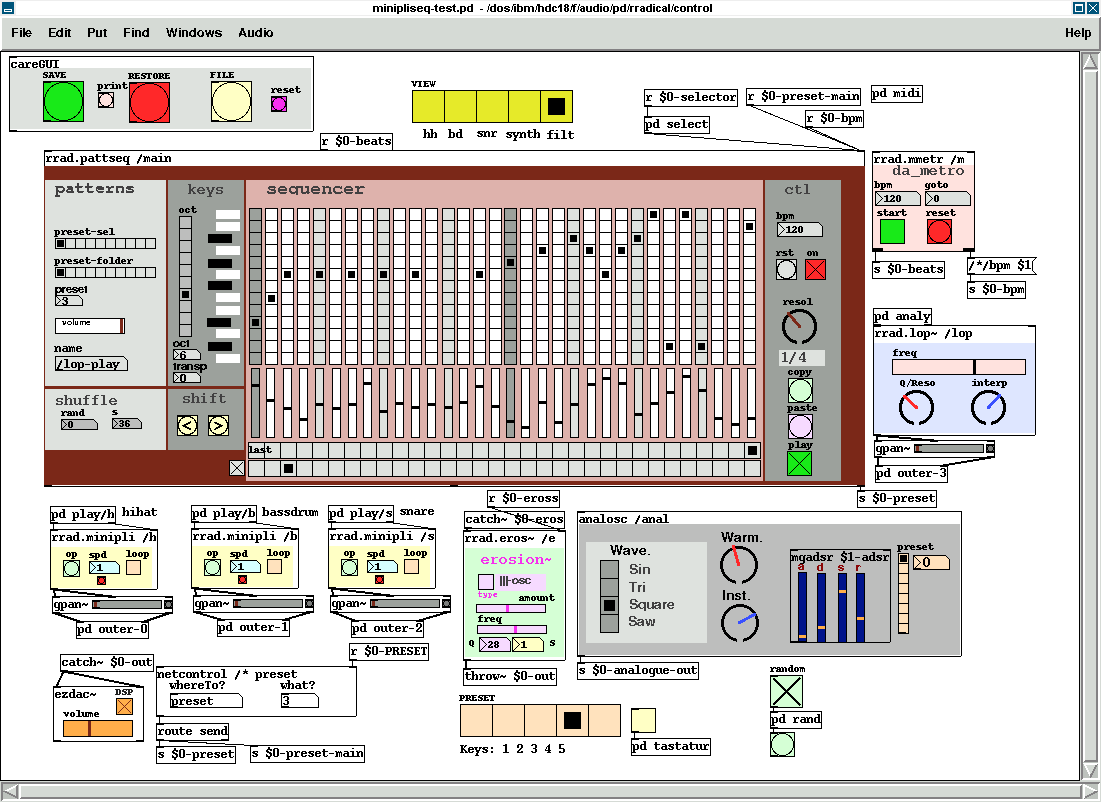 minipliseq-test.pd - /dos/ibm/hdc18/f/audio/pd/rradical/control
File Edit Put Find Windows Audio Help
careGUI
SAVE
print
RESTORE
FILE
reset
VIEW
hh bd snr synth filt
r $0-selector
r $0-preset-main
pd midi
pd select
r $0-bpm
r $0-beats
rrad.pattseq /main
patterns
preset-sel
preset-folder
preset
3
volume
name
/lop-play
shuffle
rand
0
s
36
keys
oct
oct
6
transp
0
shift
<
>
sequencer
last
ctl
bpm
120
rst
on
resol
1/4
copy
paste
play
rrad.mmetr /m
da_metro
bpm
goto
120
0
start
reset
s $0-beats
/*/bpm $1
s $0-bpm
pd analy
rrad.lop~ /lop
freq
Q/Reso
interp
gpan~
pd outer-3
s $0-preset
pd play/h
hihat
rrad.minipli /h
op
spd
loop
1
gpan~
pd outer-0
pd play/b
bassdrum
rrad.minipli /b
op
spd
loop
1
gpan~
pd outer-1
pd play/s
snare
rrad.minipli /s
op
spd
loop
1
gpan~
pd outer-2
r $0-eross
catch~ $0-eros
rrad.eros~ /e
erosion~
|||-osc
type
amount
freq
Q
28
1
S
throw~ $0-out
analosc /anal
Wave.
Sin
Tri
Square
Saw
Warm.
Inst.
mgadsr $1-adsr
a d s r
preset
0
s $0-analogue-out
catch~ $0-out
ezdac~
DSP
volume
r $0-PRESET
netcontrol /* preset
whereTo?
what?
preset
3
route send
s $0-preset
s $0-preset-main
PRESET
Keys: 1 2 3 4 5
pd tastatur
random
pd rand